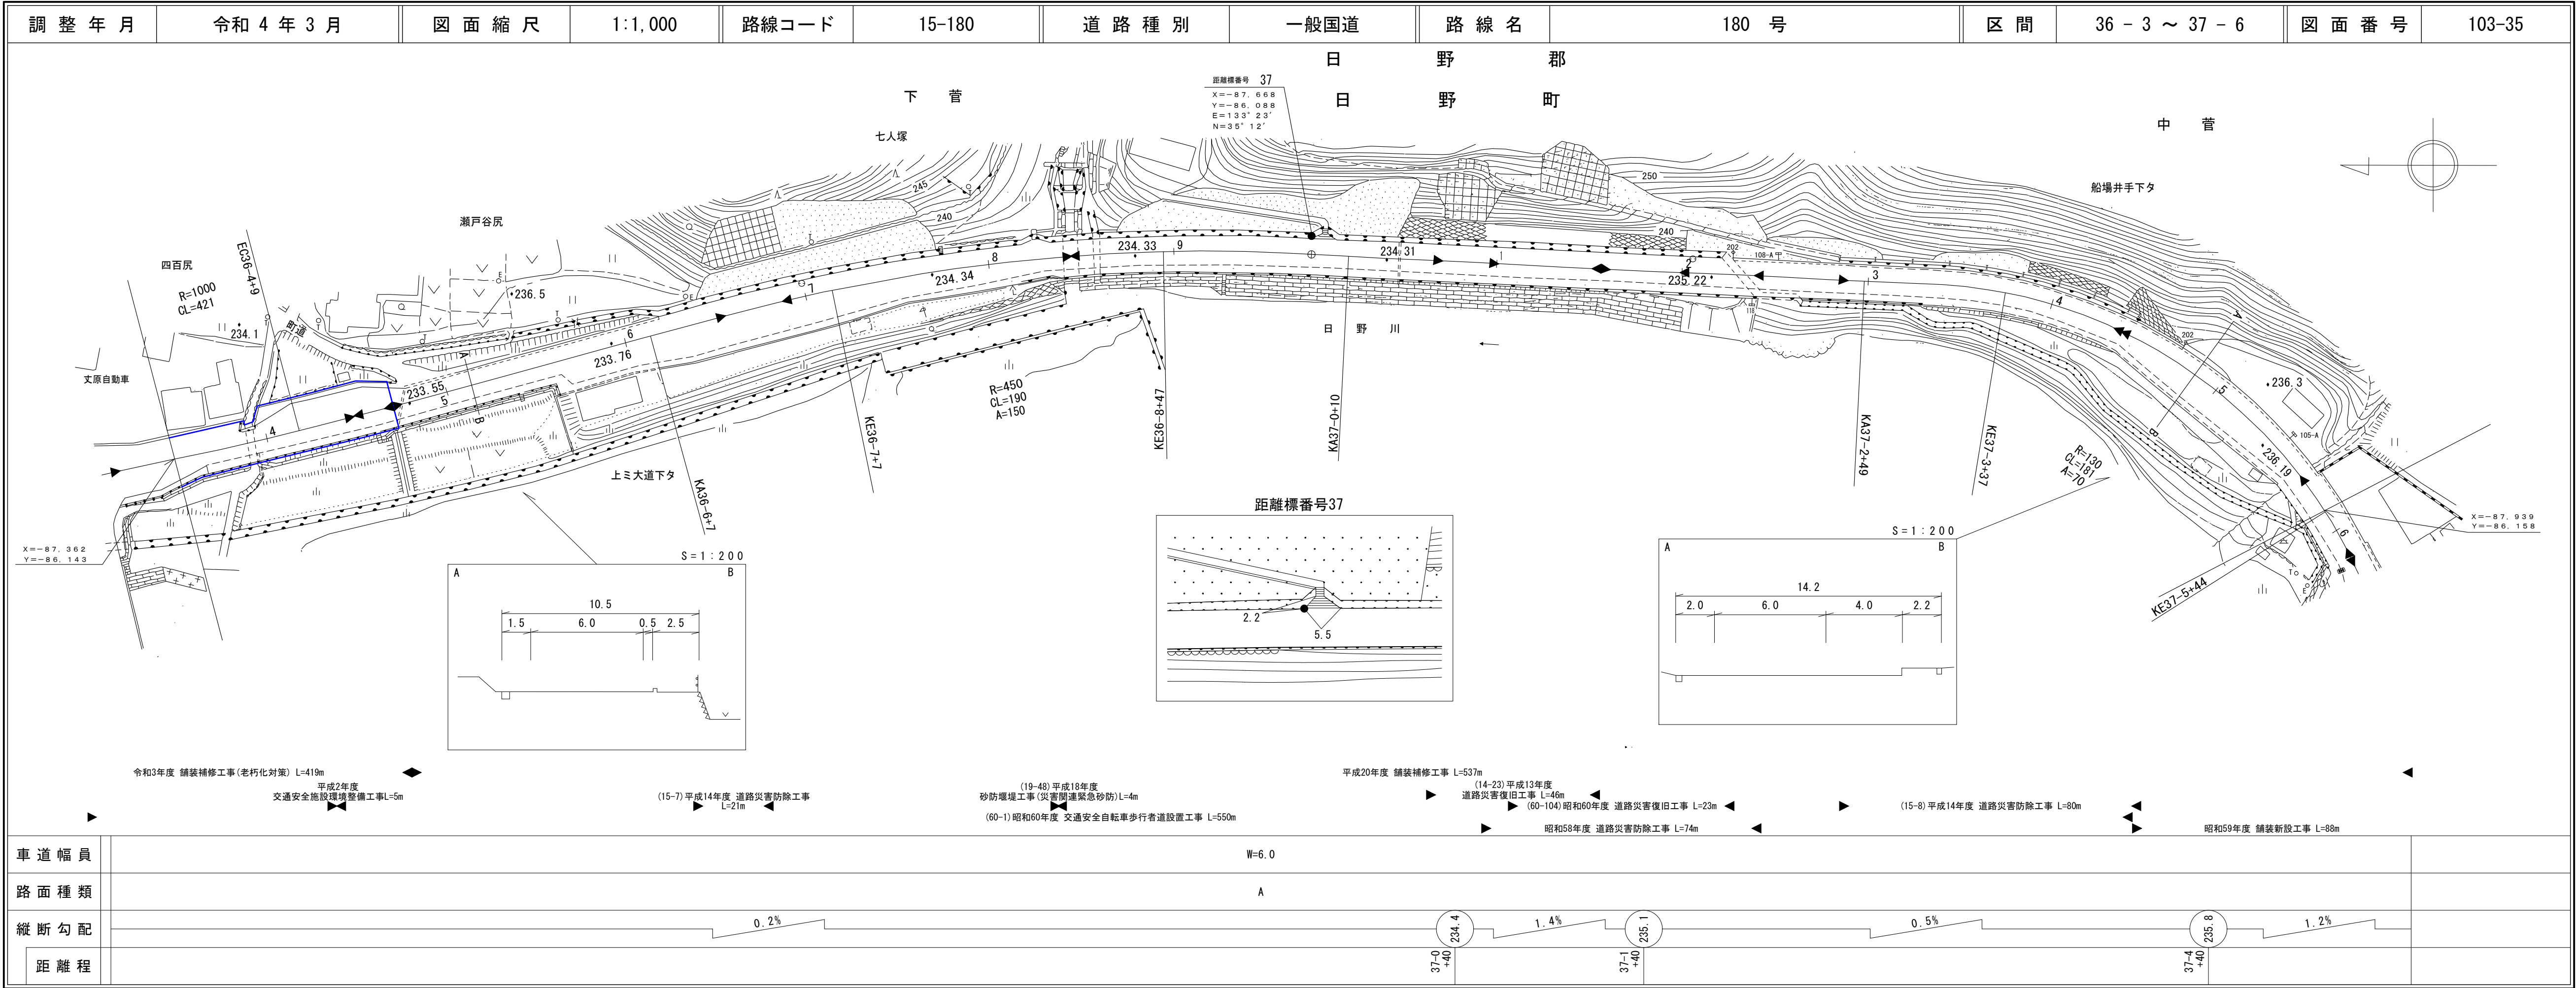 調整年月 令和 4 年 3 月 図面縮尺 1:1,000 路線コード 15-180 道路種別 一般国道 路線名 180 号 区間 36 - 3 ～ 37 - 6 図面番号 103-35
日 野 郡
日 野 町
下 菅
中 菅
七人塚
瀬戸谷尻
四百尻
船場井手下タ
距離標番号 37
X=-87. 668
Y=-86. 088
E=133° 23′
N=35° 12′
EC36-4+9
R=1000
CL=421
234.1
町道
丈原自動車
236.5
245
240
250
240
4
233.55
5
A
B
6
233.76
7
234.34
8
234.33
9
234.31
1
2
235.22
202
108-A
118
3
4
202
A
B
5
236.3
105-A
236.19
6
日 野 川
上ミ大道下タ
KA36-6+7
KE36-7+7
R=450
CL=190
A=150
KE36-8+47
KA37-0+10
KA37-2+49
KE37-3+37
R=130
CL=181
A=70
KE37-5+44
X=-87. 362
Y=-86. 143
X=-87. 939
Y=-86. 158
S=1:200
A B
10.5
1.5 6.0 0.5 2.5
距離標番号37
2.2
5.5
S=1:200
A B
14.2
2.0 6.0 4.0 2.2
令和3年度 舗装補修工事(老朽化対策) L=419m
平成2年度
交通安全施設環境整備工事L=5m
(15-7)平成14年度 道路災害防除工事
L=21m
(19-48)平成18年度
砂防堰堤工事(災害関連緊急砂防)L=4m
(60-1)昭和60年度 交通安全自転車歩行者道設置工事 L=550m
平成20年度 舗装補修工事 L=537m
(14-23)平成13年度
道路災害復旧工事 L=46m
(60-104)昭和60年度 道路災害復旧工事 L=23m
昭和58年度 道路災害防除工事 L=74m
(15-8)平成14年度 道路災害防除工事 L=80m
昭和59年度 舗装新設工事 L=88m
車道幅員 W=6.0
路面種類 A
縦断勾配 0.2% 234.4 1.4% 235.1 0.5% 235.8 1.2%
距離程 37-0 +40 37-1 +40 37-4 +40